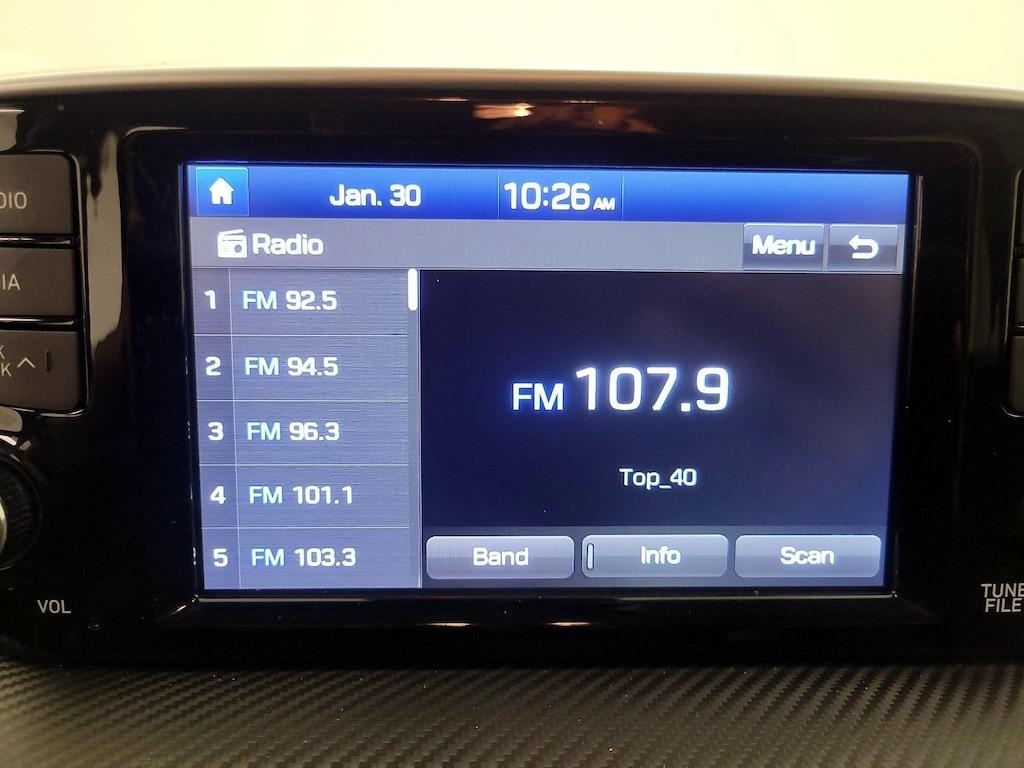 Jan. 30 10:26 AM
Radio Menu
1 FM 92.5
2 FM 94.5
3 FM 96.3
4 FM 101.1
5 FM 103.3
FM 107.9
Top_40
Band Info Scan
VOL
TUNE
FILE